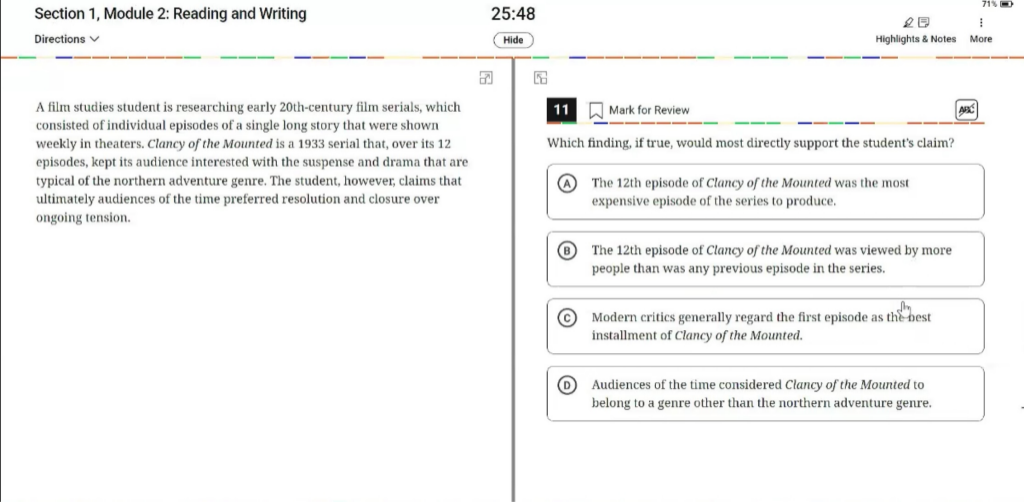 Section 1, Module 2: Reading and Writing
25:48
71%
Directions
Hide
Highlights & Notes
More
A film studies student is researching early 20th-century film serials, which
consisted of individual episodes of a single long story that were shown
weekly in theaters. Clancy of the Mounted is a 1933 serial that, over its 12
episodes, kept its audience interested with the suspense and drama that are
typical of the northern adventure genre. The student, however, claims that
ultimately audiences of the time preferred resolution and closure over
ongoing tension.
11
Mark for Review
ABC
Which finding, if true, would most directly support the student's claim?
A The 12th episode of Clancy of the Mounted was the most
expensive episode of the series to produce.
B The 12th episode of Clancy of the Mounted was viewed by more
people than was any previous episode in the series.
C Modern critics generally regard the first episode as the best
installment of Clancy of the Mounted.
D Audiences of the time considered Clancy of the Mounted to
belong to a genre other than the northern adventure genre.